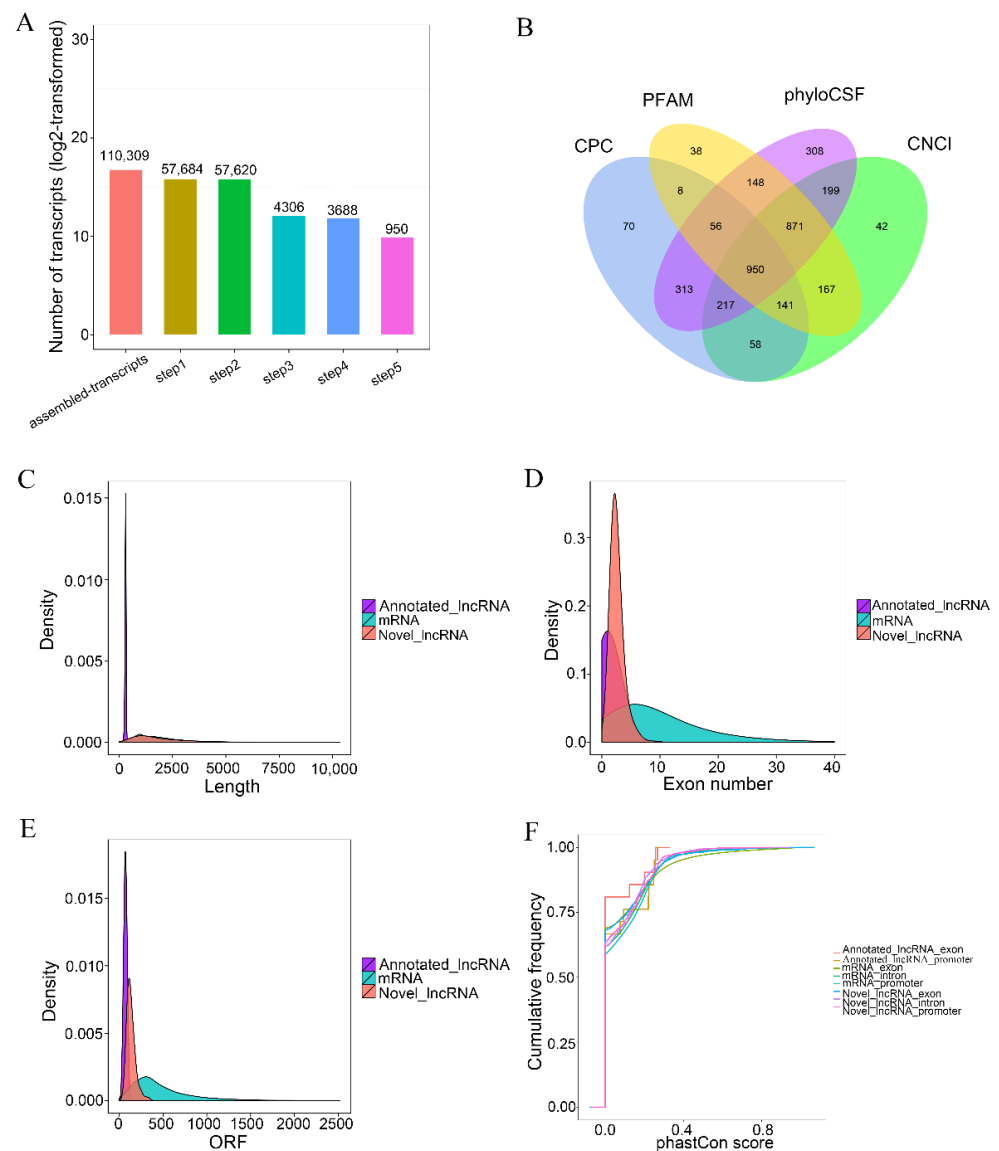 A
Number of transcripts (log2-transformed)
30
20
10
0
110,309
57,684
57,620
4306
3688
950
assembled-transcripts
step1
step2
step3
step4
step5
B
CPC
PFAM
phyloCSF
CNCI
38
308
8
148
199
70
56
871
42
950
313
217
141
167
58
C
Density
0.015
0.010
0.005
0.000
0
2500
5000
7500
10,000
Length
Annotated_lncRNA
mRNA
Novel_lncRNA
D
Density
0.3
0.2
0.1
0.0
0
10
20
30
40
Exon number
Annotated_lncRNA
mRNA
Novel_lncRNA
E
Density
0.015
0.010
0.005
0.000
0
500
1000
1500
2000
2500
ORF
Annotated_lncRNA
mRNA
Novel_lncRNA
F
Cumulative frequency
1.00
0.75
0.50
0.25
0.00
0.0
0.4
0.8
phastCon score
Annotated_lncRNA_exon
Annotated_lncRNA_promoter
mRNA_exon
mRNA_intron
mRNA_promoter
Novel_lncRNA_exon
Novel_lncRNA_intron
Novel_lncRNA_promoter